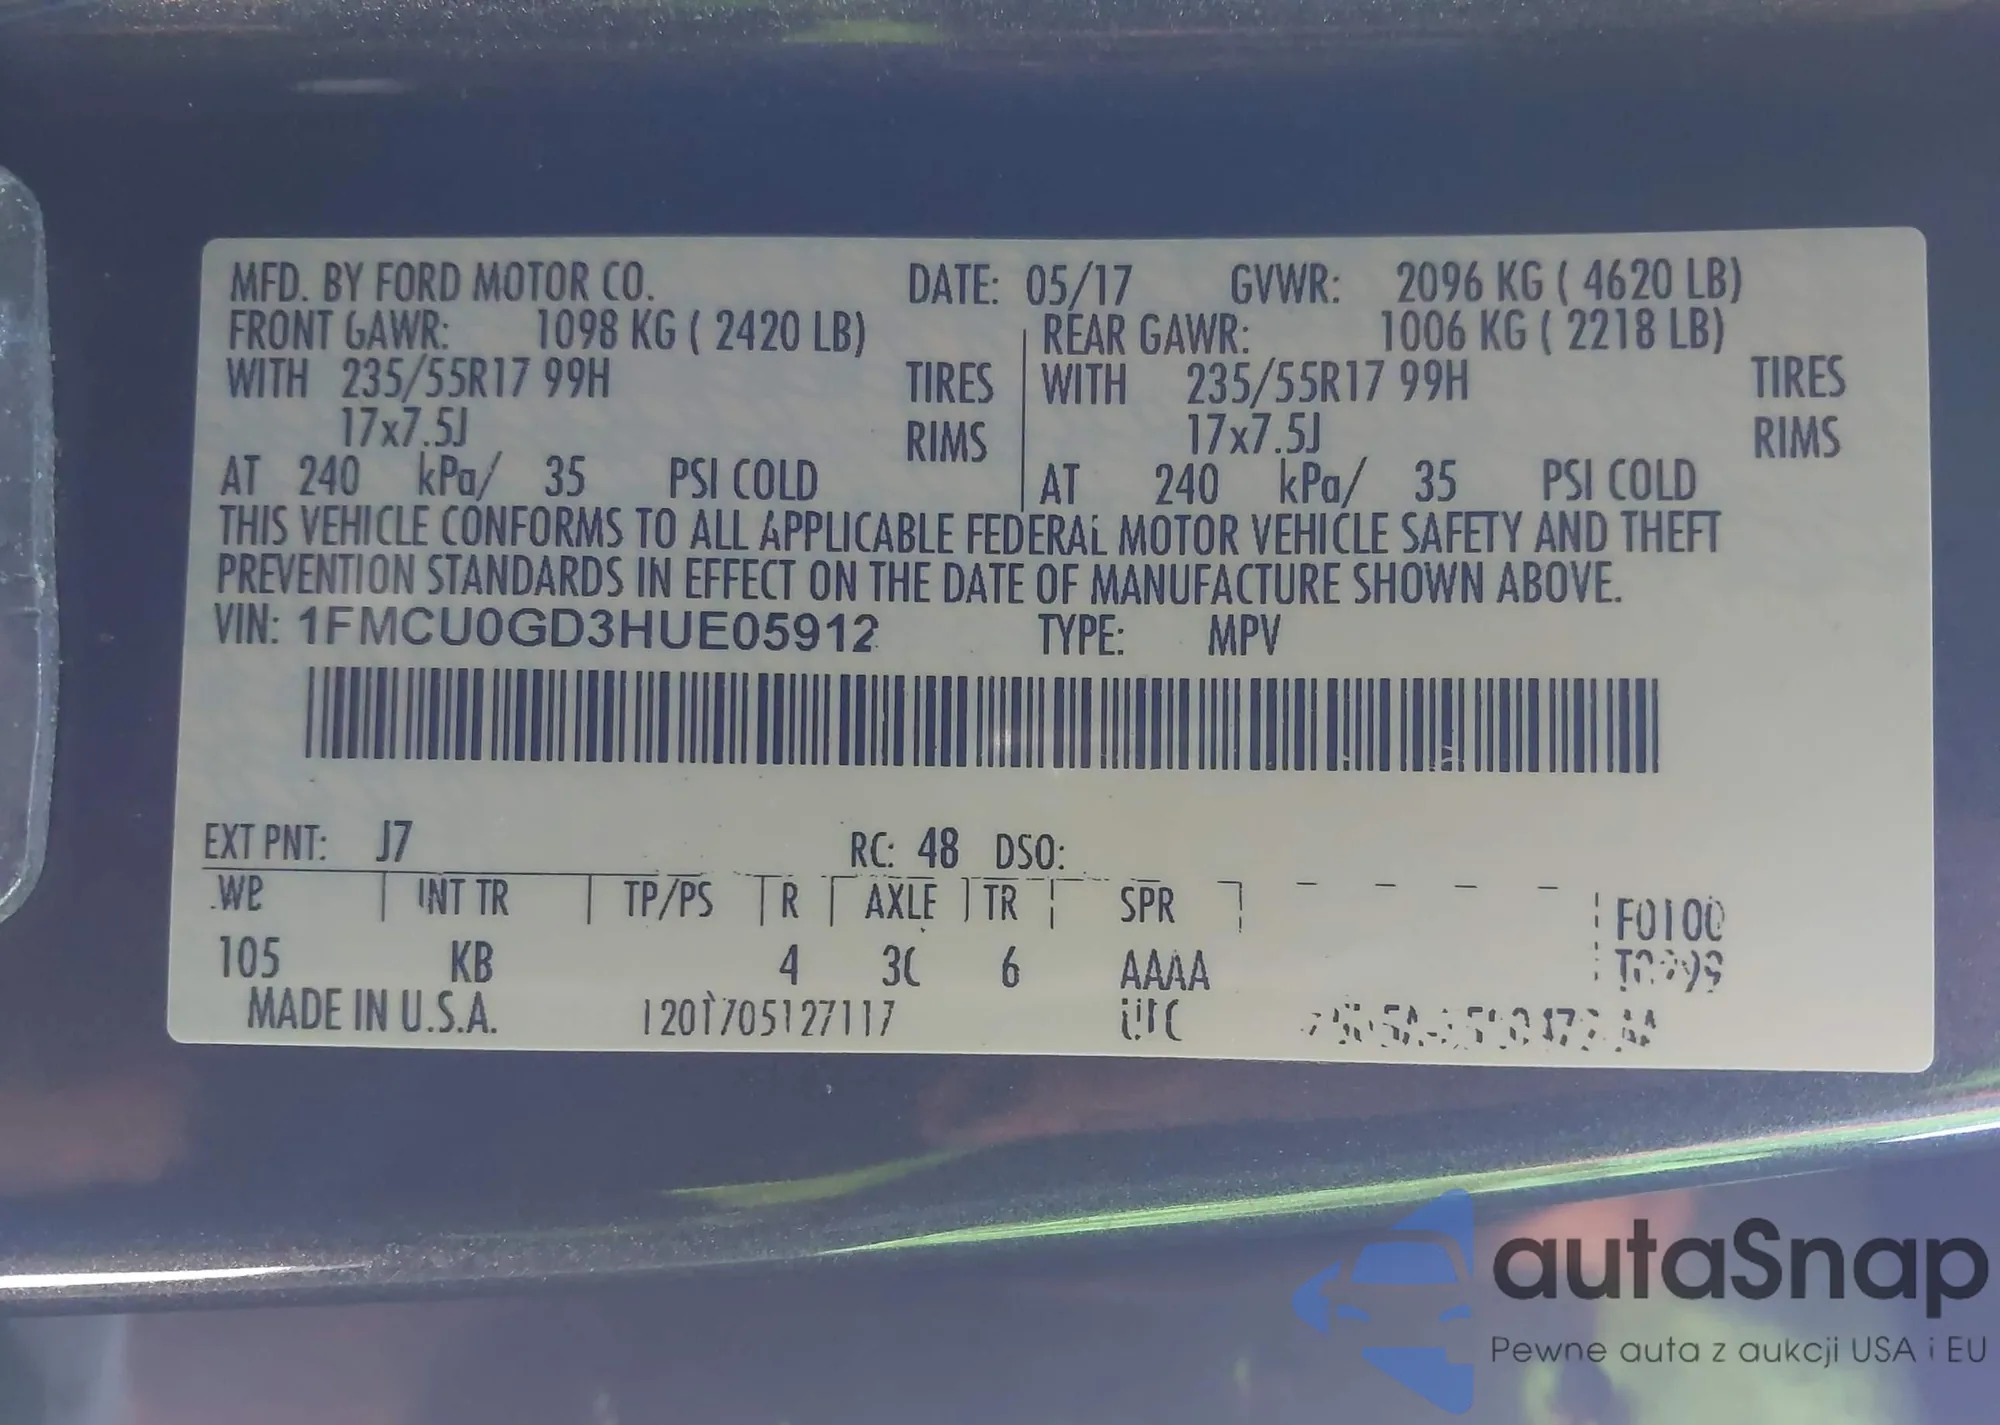 MFD. BY FORD MOTOR CO. DATE: 05/17 GVWR: 2096 KG ( 4620 LB)
FRONT GAWR: 1098 KG ( 2420 LB) REAR GAWR: 1006 KG ( 2218 LB)
WITH 235/55R17 99H TIRES WITH 235/55R17 99H TIRES
17x7.5J RIMS 17x7.5J RIMS
AT 240 kPa/ 35 PSI COLD AT 240 kPa/ 35 PSI COLD
THIS VEHICLE CONFORMS TO ALL APPLICABLE FEDERAL MOTOR VEHICLE SAFETY AND THEFT
PREVENTION STANDARDS IN EFFECT ON THE DATE OF MANUFACTURE SHOWN ABOVE.
VIN: 1FMCU0GD3HUE05912 TYPE: MPV
EXT PNT: J7 RC: 48 DSO:
WB INT TR TP/PS R AXLE TR SPR F0100
105 KB 4 6 AAAA
MADE IN U.S.A. 1201705127117
autaSnap
Pewne auta z aukcji USA i EU